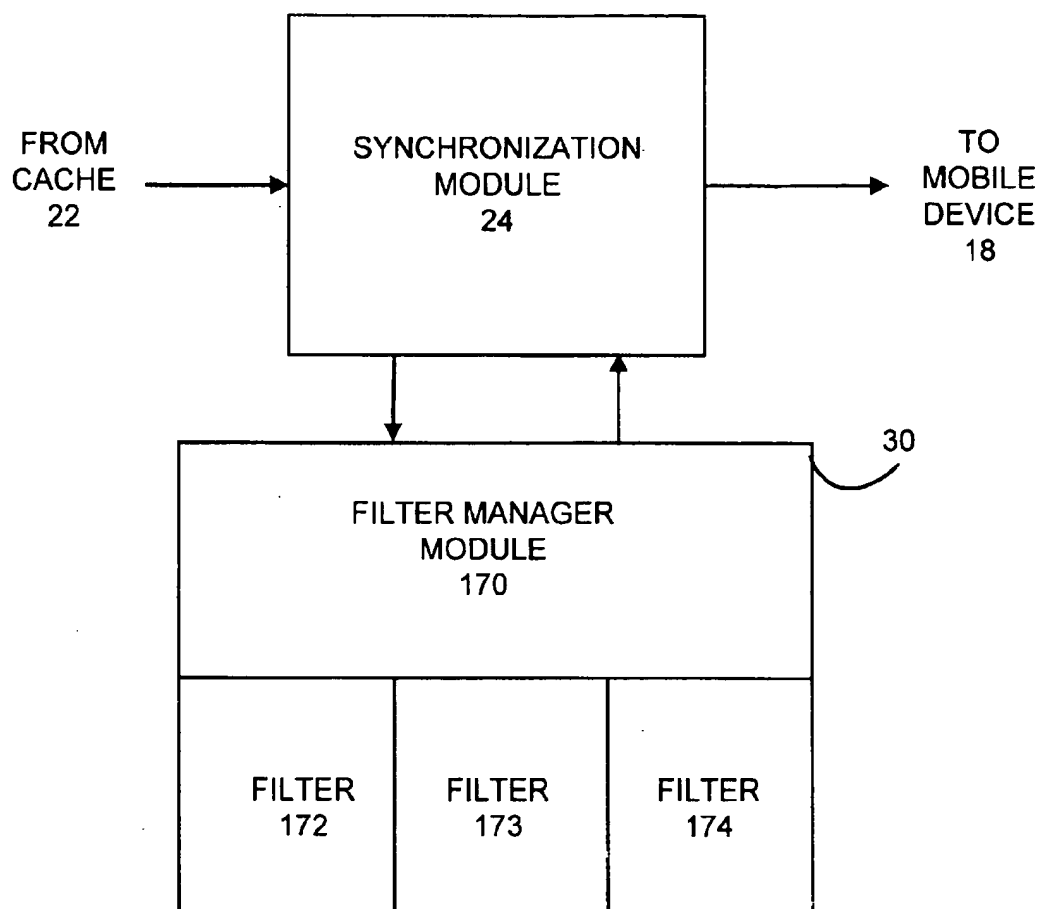 FROM
CACHE
22
SYNCHRONIZATION
MODULE
24
TO
MOBILE
DEVICE
18
30
FILTER MANAGER
MODULE
170
FILTER
172
FILTER
173
FILTER
174